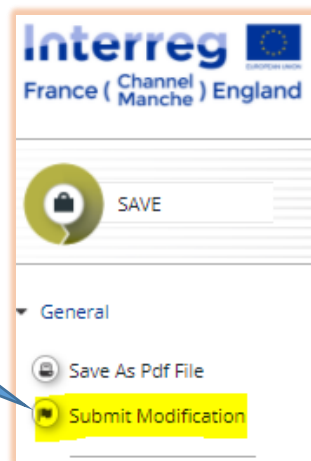 Interreg
EUROPEAN UNION
France ( Channel Manche ) England
SAVE
General
Save As Pdf File
Submit Modification